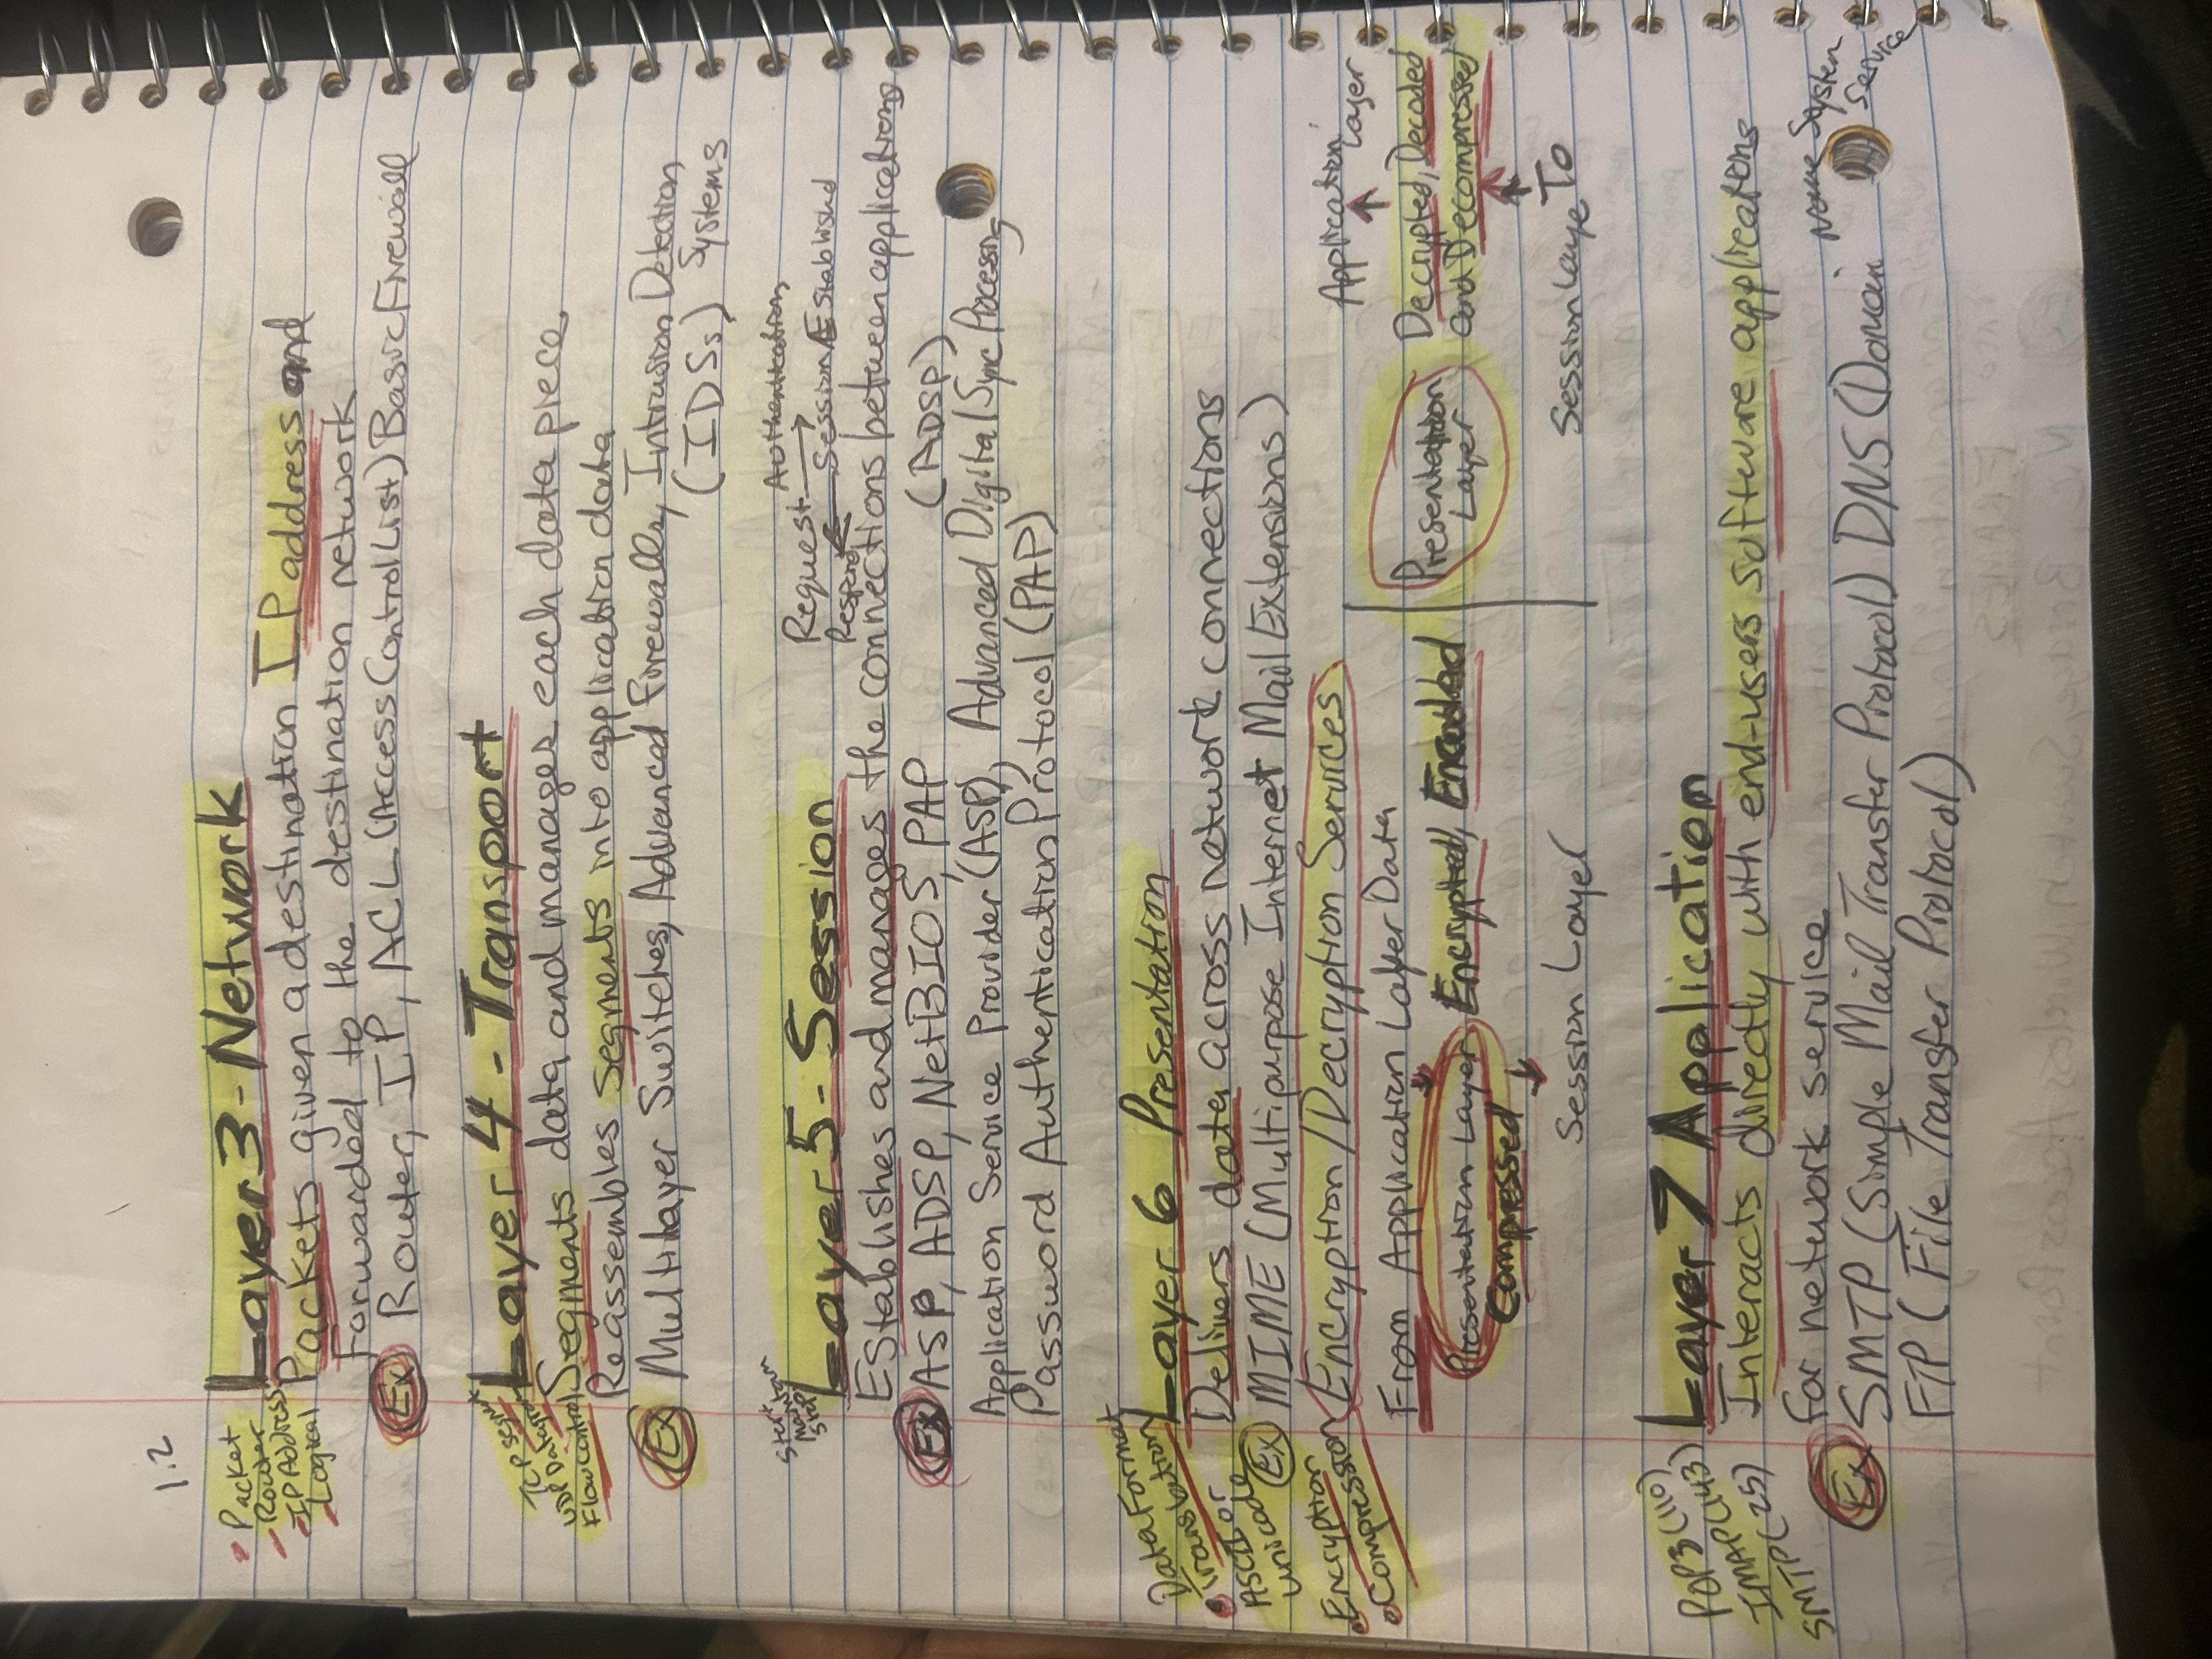 1.2
Packet
Router
IP Address
Logical
Layer 3 - Network
Packets given a destination IP address and
forwarded to the destination network
Ex Router, IP, ACL (Access Control List) Basic Firewall
TCP Segment
UDP Datagram
Flow Control
Layer 4 - Transport
Segments data and manages each data piece
Reassembles segments into application data
Ex Multilayer Switches, Advanced Firewalls, Intrusion Detection
(IDSs) Systems
Start
Maintain
Stop
Layer 5 - Session
Request → Authentication
Respond ← Session Established
Establishes and manages the connections between applications
Ex ASP, ADSP, NetBIOS, PAP (ADSP)
Application Service Provider (ASP), Advanced Digital Sync Processing
Password Authentication Protocol (PAP)
Data Format
Translation
ASCII or
Unicode
Encryption
Compression
Layer 6 Presentation
Delivers data across network connections
Ex MIME (Multipurpose Internet Mail Extensions)
Encryption/Decryption Services
From Application Layer Data
Presentation Layer Encrypted, Encoded
Compressed
Session Layer
Application Layer
Presentation Layer
Decrypted, Decoded
and Decompressed
Session Laye To
POP3 (110)
IMAP (143)
SMTP (25)
Layer 7 Application
Interacts directly with end-users software applications
for network service
Ex SMTP (Simple Mail Transfer Protocol) DNS (Domain
Name System
Service
FTP (File Transfer Protocol)